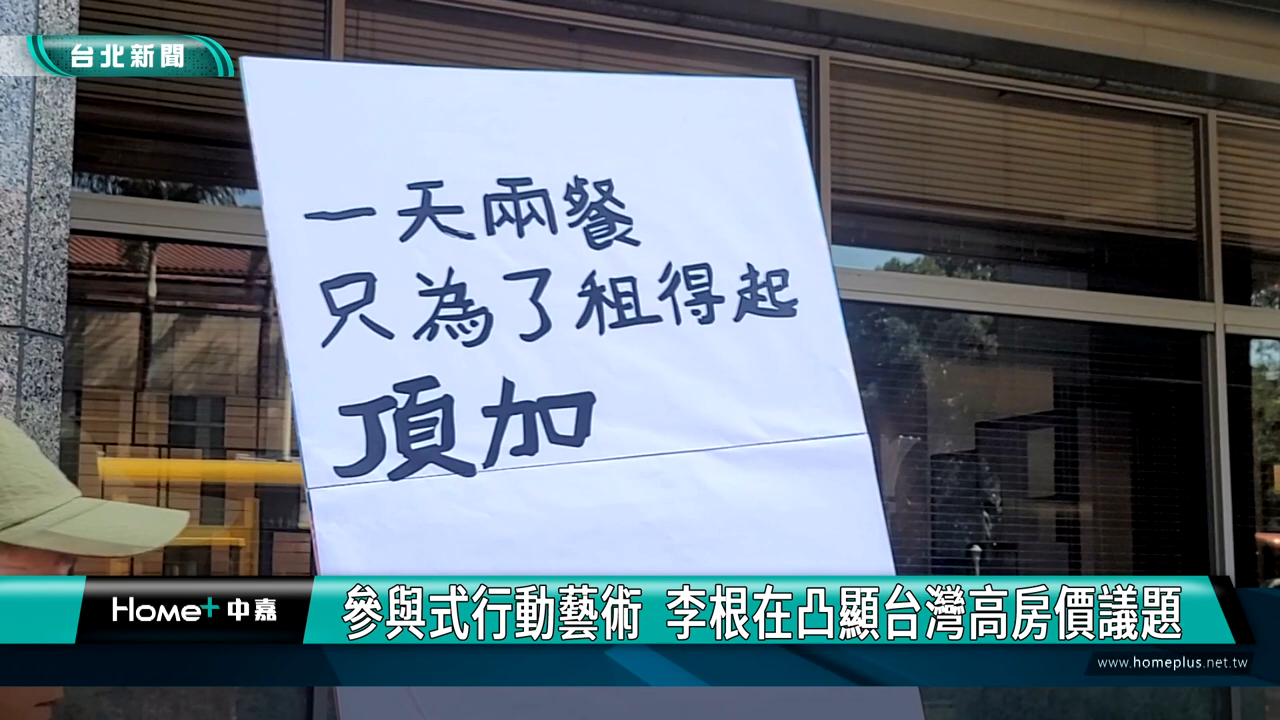 台北新聞
一天兩餐
只為了租得起
頂加
Home+中嘉
參與式行動藝術 李根在凸顯台灣高房價議題
www.homeplus.net.tw